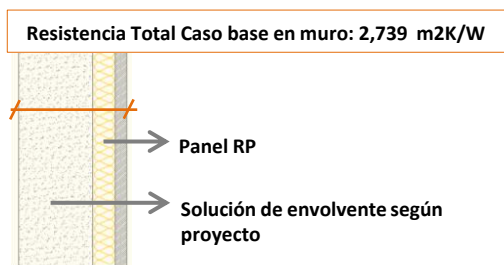 Resistencia Total Caso base en muro: 2,739 m2K/W
Panel RP
Solución de envolvente según
proyecto